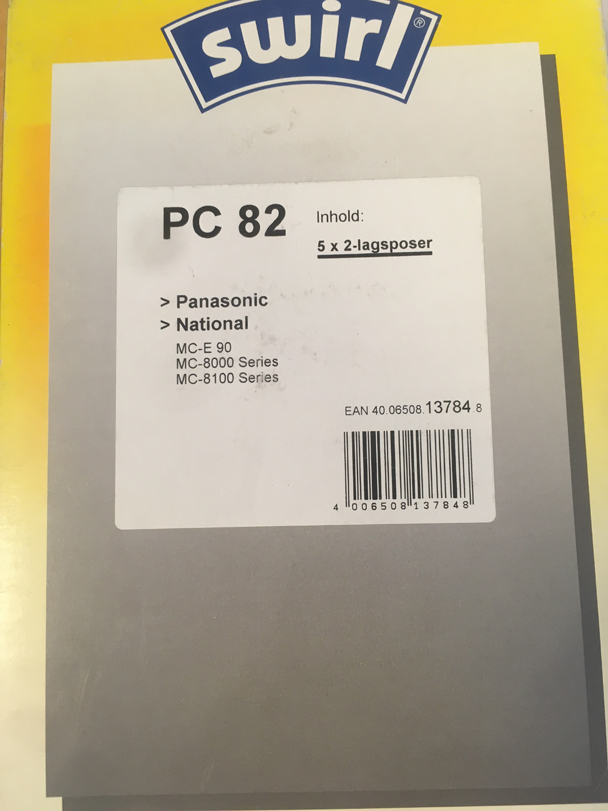 swirl®
PC 82
Inhold:
5 x 2-lagsposer
> Panasonic
> National
MC-E 90
MC-8000 Series
MC-8100 Series
EAN 40.06508.13784.8
4 006508 137848